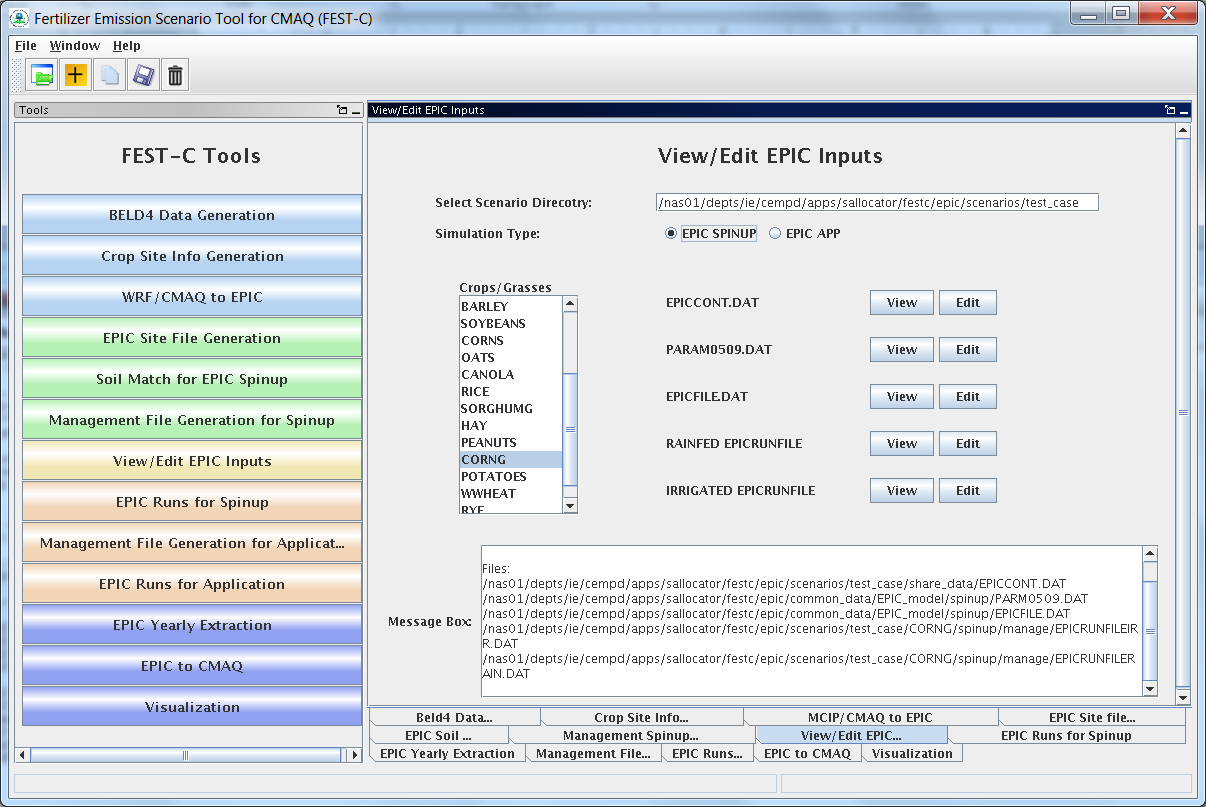 Fertilizer Emission Scenario Tool for CMAQ (FEST-C)
File Window Help
Tools
FEST-C Tools
BELD4 Data Generation
Crop Site Info Generation
WRF/CMAQ to EPIC
EPIC Site File Generation
Soil Match for EPIC Spinup
Management File Generation for Spinup
View/Edit EPIC Inputs
EPIC Runs for Spinup
Management File Generation for Applicat...
EPIC Runs for Application
EPIC Yearly Extraction
EPIC to CMAQ
Visualization
View/Edit EPIC Inputs
View/Edit EPIC Inputs
Select Scenario Direcotry: /nas01/depts/ie/cempd/apps/sallocator/festc/epic/scenarios/test_case
Simulation Type: EPIC SPINUP EPIC APP
Crops/Grasses
BARLEY
SOYBEANS
CORNS
OATS
CANOLA
RICE
SORGHUMG
HAY
PEANUTS
CORNG
POTATOES
WWHEAT
RYE
EPICCONT.DAT View Edit
PARAM0509.DAT View Edit
EPICFILE.DAT View Edit
RAINFED EPICRUNFILE View Edit
IRRIGATED EPICRUNFILE View Edit
Message Box:
Files:
/nas01/depts/ie/cempd/apps/sallocator/festc/epic/scenarios/test_case/share_data/EPICCONT.DAT
/nas01/depts/ie/cempd/apps/sallocator/festc/epic/common_data/EPIC_model/spinup/PARM0509.DAT
/nas01/depts/ie/cempd/apps/sallocator/festc/epic/common_data/EPIC_model/spinup/EPICFILE.DAT
/nas01/depts/ie/cempd/apps/sallocator/festc/epic/scenarios/test_case/CORNG/spinup/manage/EPICRUNFILEIR
R.DAT
/nas01/depts/ie/cempd/apps/sallocator/festc/epic/scenarios/test_case/CORNG/spinup/manage/EPICRUNFILER
AIN.DAT
Beld4 Data... Crop Site Info... MCIP/CMAQ to EPIC EPIC Site file...
EPIC Soil ... Management Spinup... View/Edit EPIC... EPIC Runs for Spinup
EPIC Yearly Extraction Management File... EPIC Runs... EPIC to CMAQ Visualization